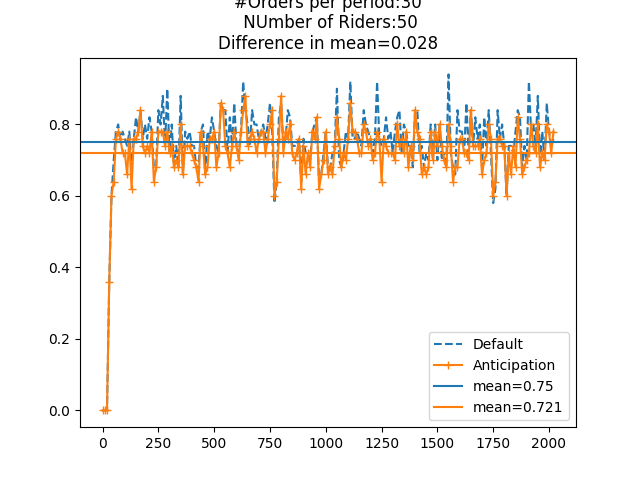 #Orders per period:30
NUmber of Riders:50
Difference in mean=0.028
0.8
0.6
0.4
0.2
0.0
0 250 500 750 1000 1250 1500 1750 2000
Default
Anticipation
mean=0.75
mean=0.721